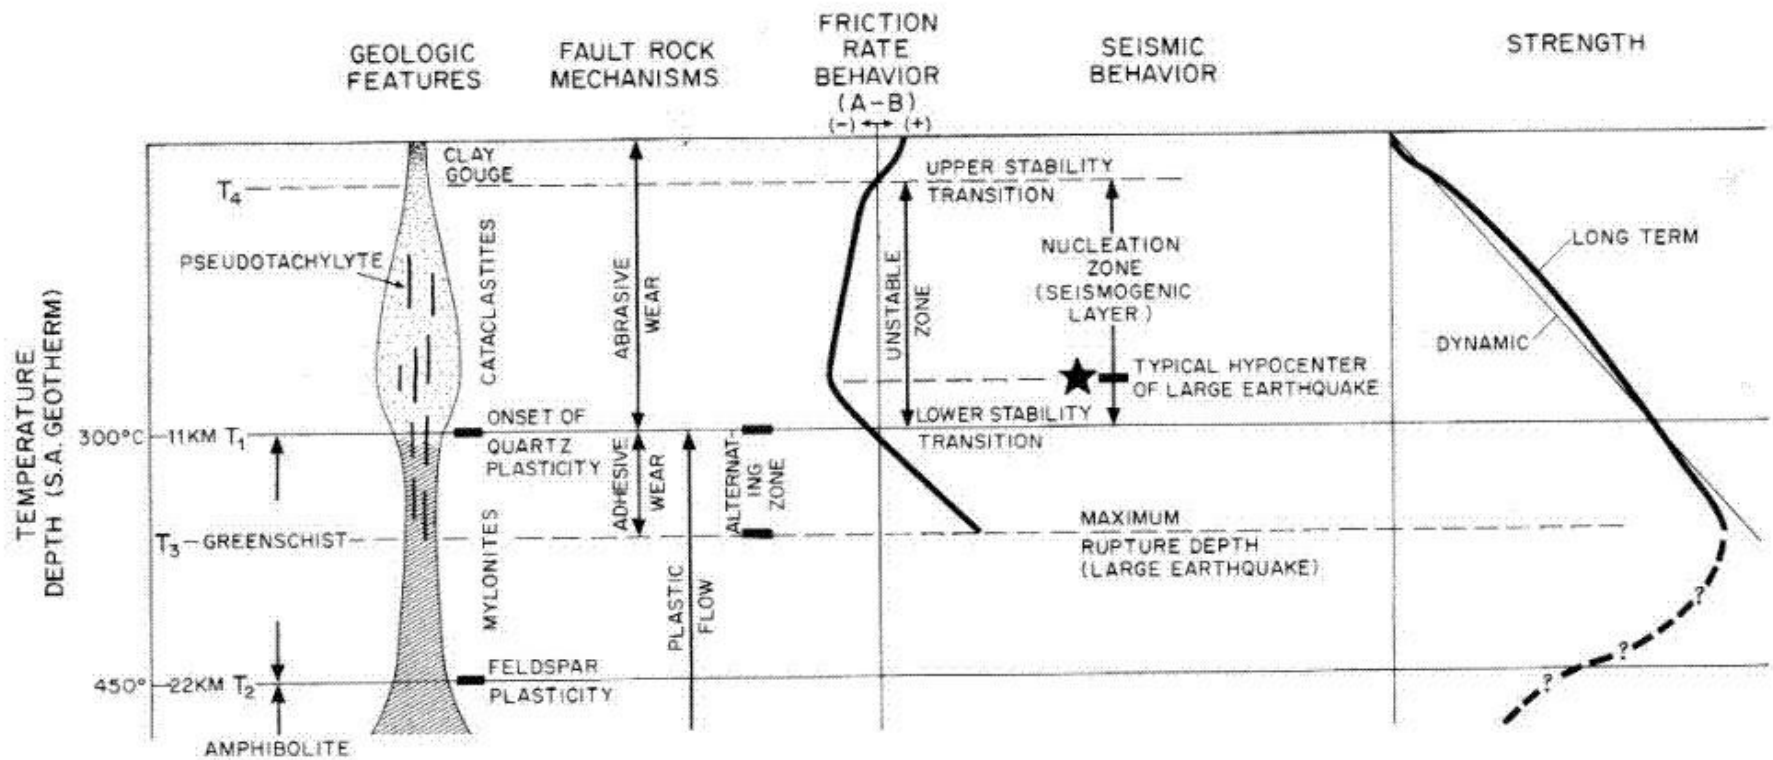 GEOLOGIC
FEATURES
FAULT ROCK
MECHANISMS
FRICTION
RATE
BEHAVIOR
(A-B)
(-) ←→ (+)
SEISMIC
BEHAVIOR
STRENGTH
TEMPERATURE
DEPTH (S.A. GEOTHERM)
T4
PSEUDOTACHYLYTE
300°C 11KM T1
T3 GREENSCHIST
450° 22KM T2
AMPHIBOLITE
CLAY
GOUGE
CATACLASTITES
ONSET OF
QUARTZ
PLASTICITY
MYLONITES
FELDSPAR
PLASTICITY
ABRASIVE
WEAR
ADHESIVE
WEAR
PLASTIC
FLOW
ALTERNAT-
ING
ZONE
UNSTABLE
ZONE
UPPER STABILITY
TRANSITION
NUCLEATION
ZONE
(SEISMOGENIC
LAYER)
TYPICAL HYPOCENTER
OF LARGE EARTHQUAKE
LOWER STABILITY
TRANSITION
MAXIMUM
RUPTURE DEPTH
(LARGE EARTHQUAKE)
LONG TERM
DYNAMIC
?
?
?